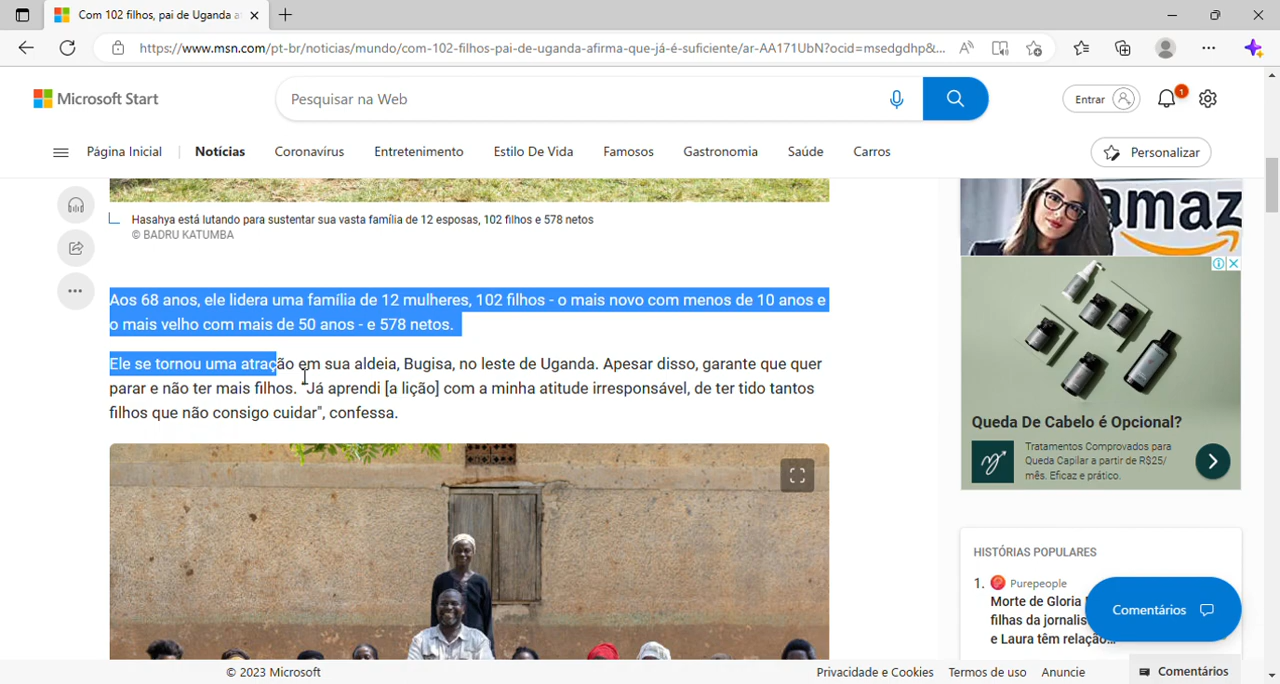 Com 102 filhos, pai de Uganda a
https://www.msn.com/pt-br/noticias/mundo/com-102-filhos-pai-de-uganda-afirma-que-já-é-suficiente/ar-AA171UbN?ocid=msedgdhp&...
Microsoft Start
Pesquisar na Web
Entrar
1
Página Inicial
Notícias
Coronavírus
Entretenimento
Estilo De Vida
Famosos
Gastronomia
Saúde
Carros
Personalizar
Hasahya está lutando para sustentar sua vasta família de 12 esposas, 102 filhos e 578 netos
© BADRU KATUMBA
Aos 68 anos, ele lidera uma família de 12 mulheres, 102 filhos - o mais novo com menos de 10 anos e
o mais velho com mais de 50 anos - e 578 netos.
Ele se tornou uma atração em sua aldeia, Bugisa, no leste de Uganda. Apesar disso, garante que quer
parar e não ter mais filhos. "Já aprendi [a lição] com a minha atitude irresponsável, de ter tido tantos
filhos que não consigo cuidar", confessa.
amaz
Queda De Cabelo é Opcional?
Tratamentos Comprovados para
Queda Capilar a partir de R$25/
mês. Eficaz e prático.
HISTÓRIAS POPULARES
1. Purepeople
Morte de Gloria
filhas da jornalis
e Laura têm relação...
Comentários
© 2023 Microsoft
Privacidade e Cookies
Termos de uso
Anuncie
Comentários